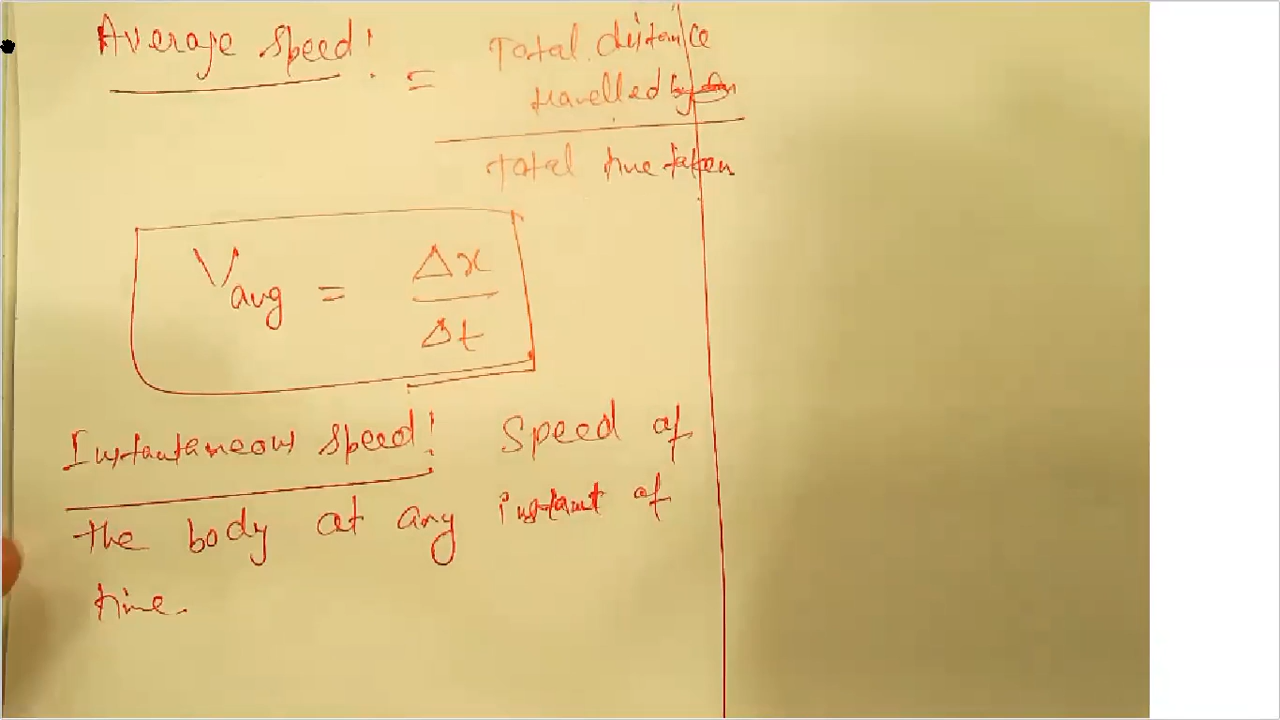 Average speed: = Total distance
travelled by
Total time taken
Vavg = Δx
Δt
Instantaneous speed: Speed of
the body at any instant of
time.